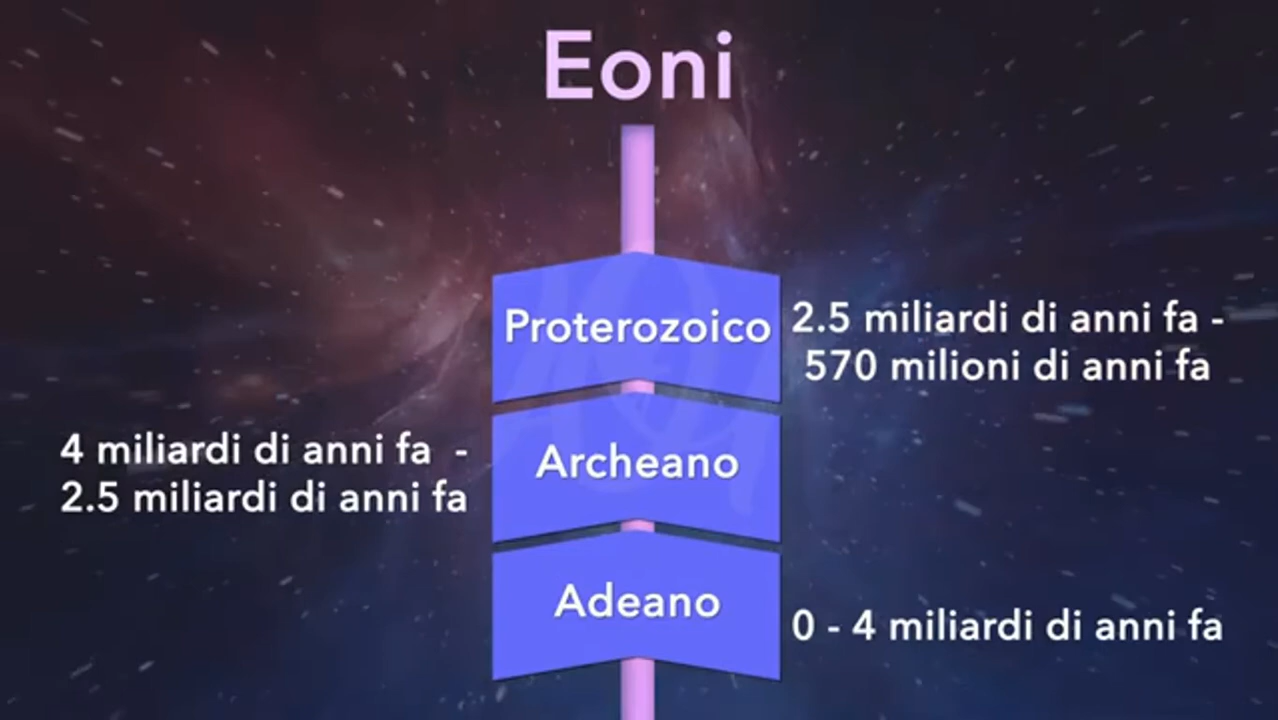 Eoni
Proterozoico
2.5 miliardi di anni fa -
570 milioni di anni fa
4 miliardi di anni fa -
2.5 miliardi di anni fa
Archeano
Adeano
0 - 4 miliardi di anni fa